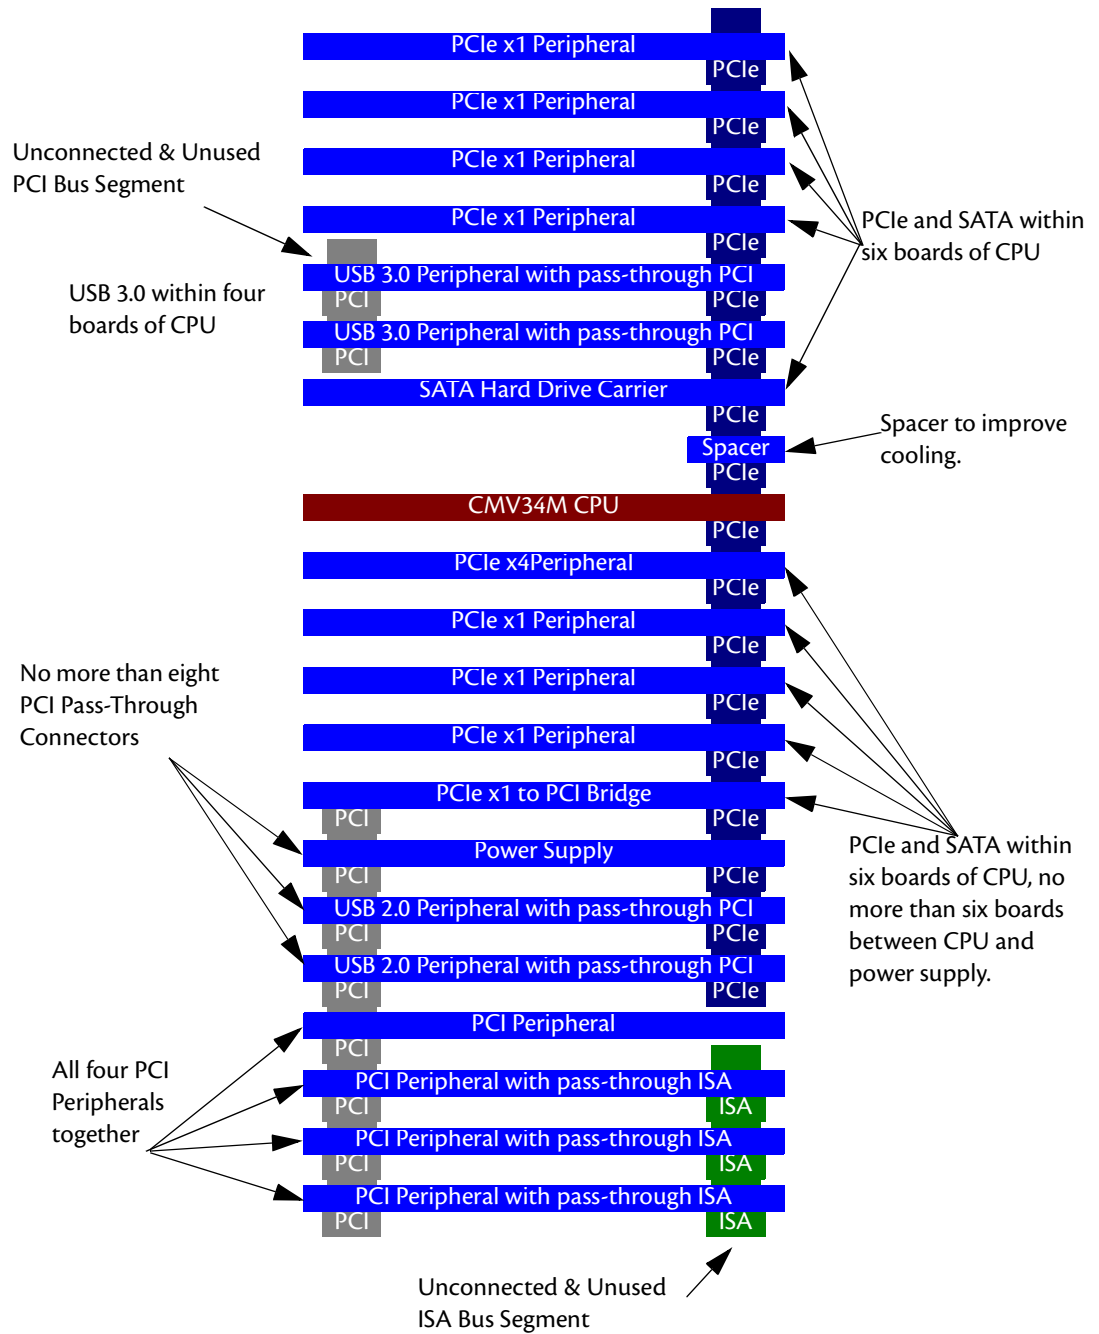 PCIe x1 Peripheral
PCIe
PCIe x1 Peripheral
PCIe
Unconnected & Unused
PCI Bus Segment
PCIe x1 Peripheral
PCIe
PCIe x1 Peripheral
PCIe
PCIe and SATA within
six boards of CPU
USB 3.0 Peripheral with pass-through PCI
PCI
PCIe
USB 3.0 within four
boards of CPU
USB 3.0 Peripheral with pass-through PCI
PCI
PCIe
SATA Hard Drive Carrier
PCIe
Spacer to improve
cooling.
Spacer
PCIe
CMV34M CPU
PCIe
PCIe x4Peripheral
PCIe
PCIe x1 Peripheral
PCIe
No more than eight
PCI Pass-Through
Connectors
PCIe x1 Peripheral
PCIe
PCIe x1 Peripheral
PCIe
PCIe x1 to PCI Bridge
PCI
PCIe
Power Supply
PCI
PCIe
PCIe and SATA within
six boards of CPU, no
more than six boards
between CPU and
power supply.
USB 2.0 Peripheral with pass-through PCI
PCI
PCIe
USB 2.0 Peripheral with pass-through PCI
PCI
PCIe
PCI Peripheral
PCI
All four PCI
Peripherals
together
PCI Peripheral with pass-through ISA
PCI
ISA
PCI Peripheral with pass-through ISA
PCI
ISA
PCI Peripheral with pass-through ISA
PCI
ISA
Unconnected & Unused
ISA Bus Segment